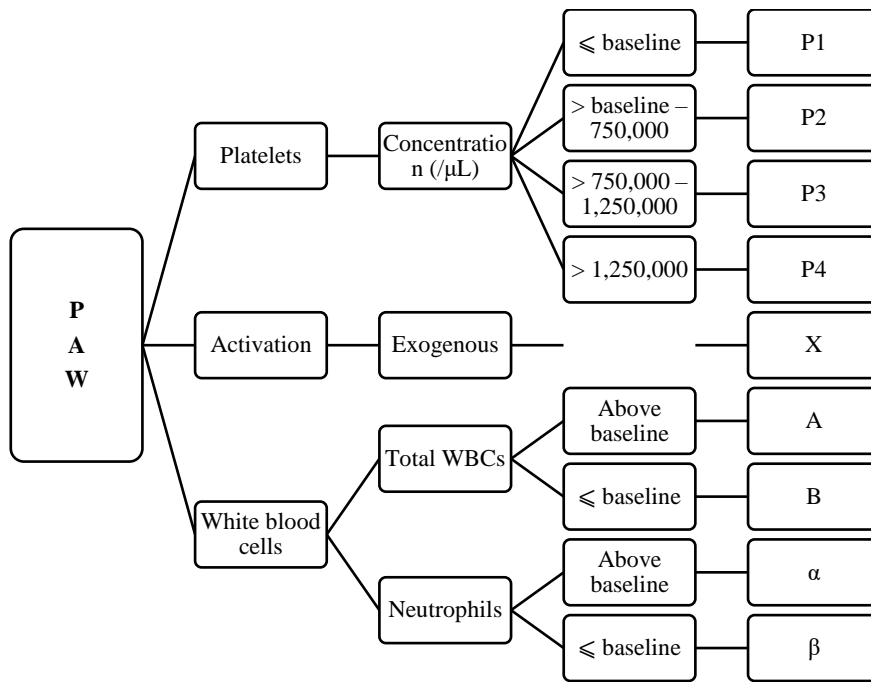 P
A
W
Platelets
Concentratio
n (/μL)
⩽ baseline
P1
> baseline –
750,000
P2
> 750,000 –
1,250,000
P3
> 1,250,000
P4
Activation
Exogenous
X
White blood
cells
Total WBCs
Above
baseline
A
⩽ baseline
B
Neutrophils
Above
baseline
α
⩽ baseline
β